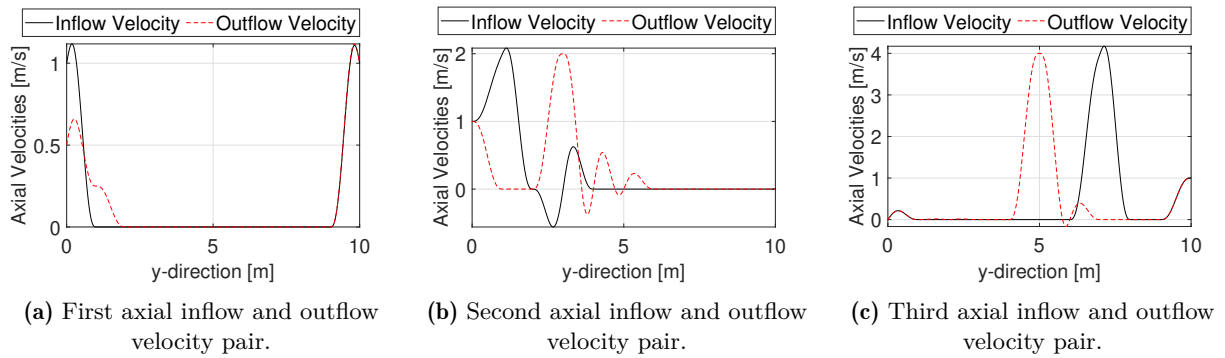 Inflow Velocity Outflow Velocity
Axial Velocities [m/s]
1
0.5
0
0 5 10
y-direction [m]
(a) First axial inflow and outflow
velocity pair.
Inflow Velocity Outflow Velocity
Axial Velocities [m/s]
2
1
0
0 5 10
y-direction [m]
(b) Second axial inflow and outflow
velocity pair.
Inflow Velocity Outflow Velocity
Axial Velocities [m/s]
4
3
2
1
0
0 5 10
y-direction [m]
(c) Third axial inflow and outflow
velocity pair.